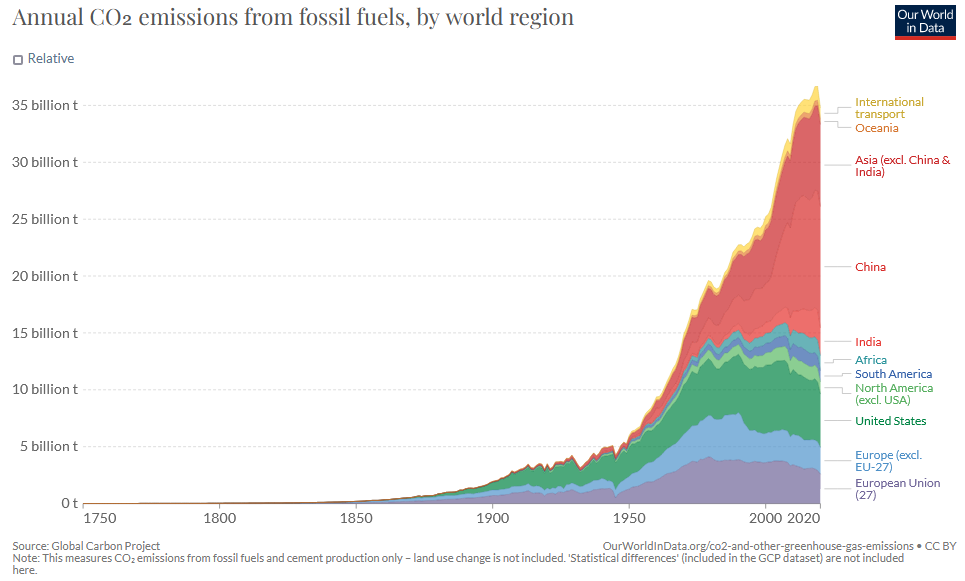 Annual CO₂ emissions from fossil fuels, by world region
Our World
in Data
Relative
35 billion t
30 billion t
25 billion t
20 billion t
15 billion t
10 billion t
5 billion t
0 t
1750
1800
1850
1900
1950
2000
2020
International
transport
Oceania
Asia (excl. China &
India)
China
India
Africa
South America
North America
(excl. USA)
United States
Europe (excl.
EU-27)
European Union
(27)
Source: Global Carbon Project
OurWorldInData.org/co2-and-other-greenhouse-gas-emissions • CC BY
Note: This measures CO₂ emissions from fossil fuels and cement production only – land use change is not included. 'Statistical differences' (included in the GCP dataset) are not included
here.